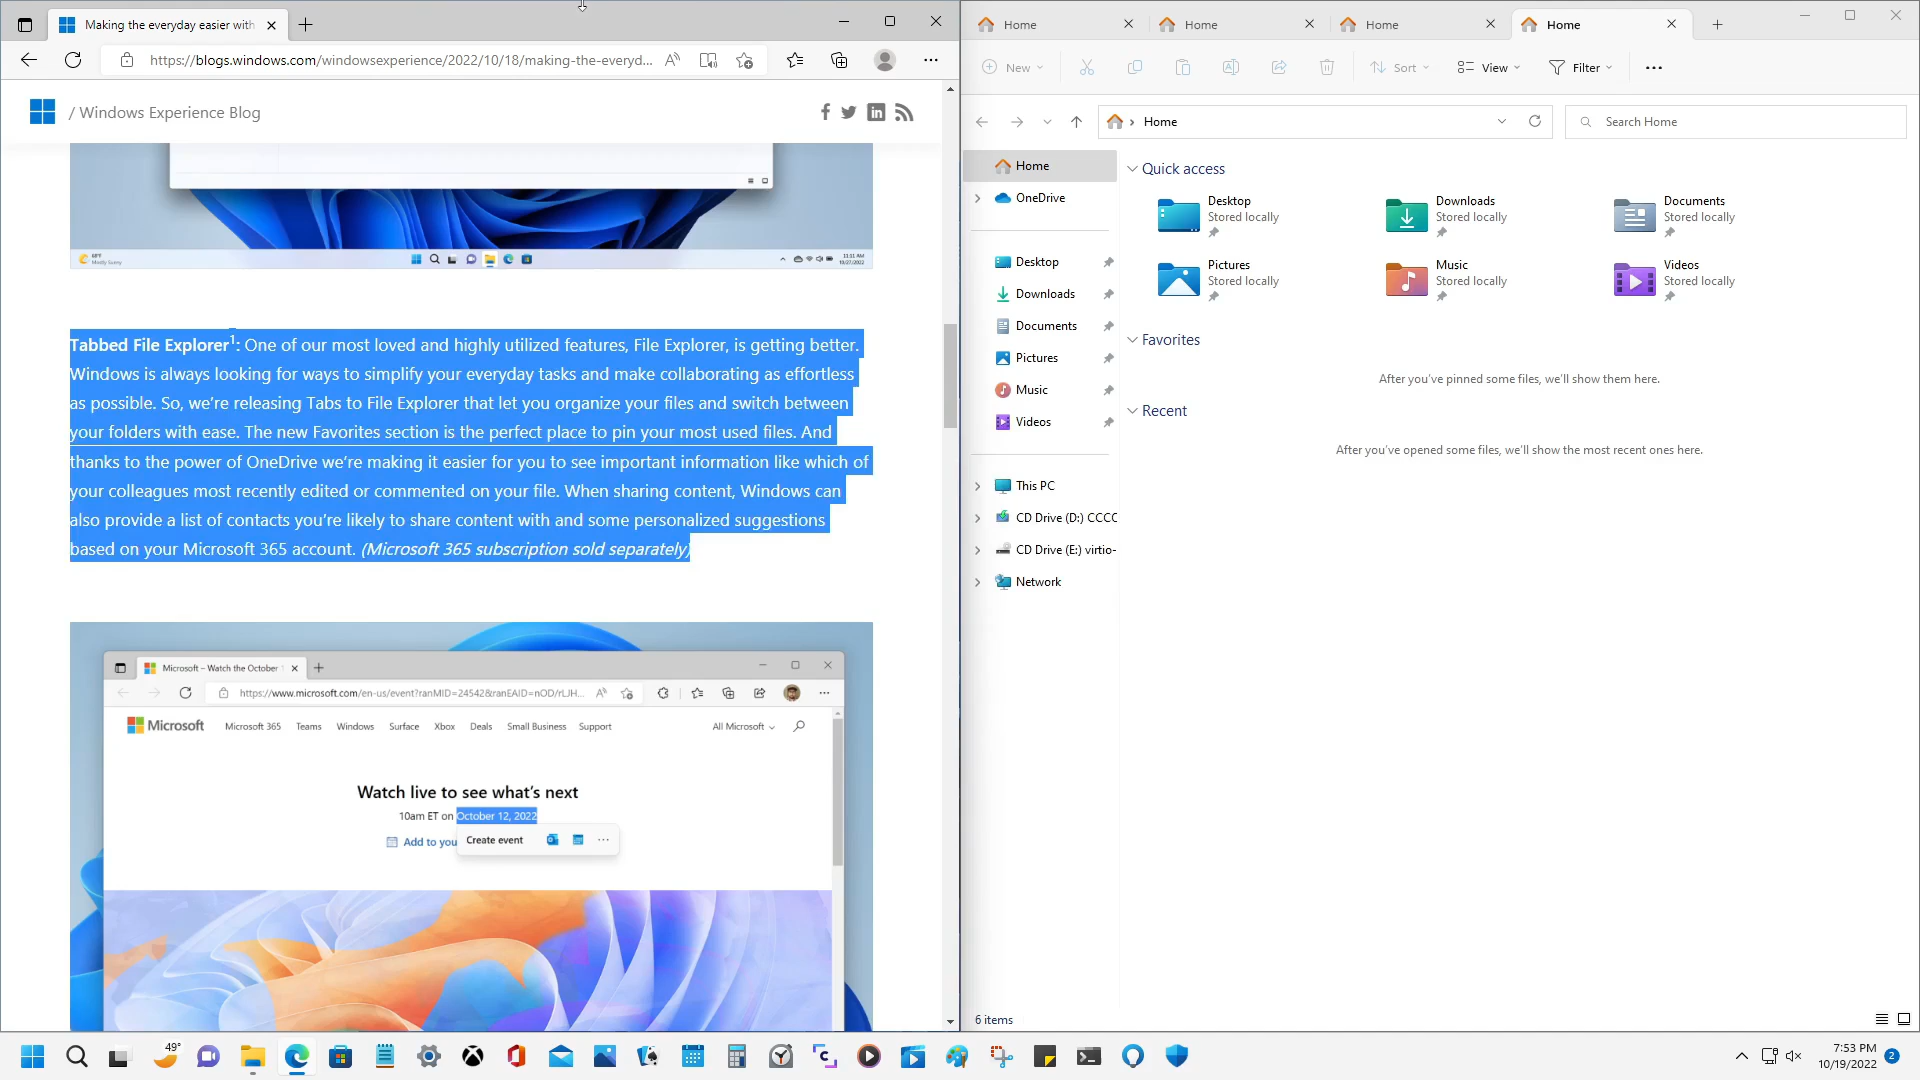 Making the everyday easier with
https://blogs.windows.com/windowsexperience/2022/10/18/making-the-everyd...
/ Windows Experience Blog
11:11 AM
10/27/2022
Tabbed File Explorer1: One of our most loved and highly utilized features, File Explorer, is getting better.
Windows is always looking for ways to simplify your everyday tasks and make collaborating as effortless
as possible. So, we’re releasing Tabs to File Explorer that let you organize your files and switch between
your folders with ease. The new Favorites section is the perfect place to pin your most used files. And
thanks to the power of OneDrive we’re making it easier for you to see important information like which of
your colleagues most recently edited or commented on your file. When sharing content, Windows can
also provide a list of contacts you’re likely to share content with and some personalized suggestions
based on your Microsoft 365 account. (Microsoft 365 subscription sold separately)
Microsoft – Watch the October
https://www.microsoft.com/en-us/event?ranMID=24542&ranEAID=nOD/rLJH...
Microsoft Microsoft 365 Teams Windows Surface Xbox Deals Small Business Support All Microsoft
Watch live to see what’s next
10am ET on October 12, 2022
Add to you
Create event
Home Home Home Home
New Sort View Filter
Home
Search Home
Home
OneDrive
Desktop
Downloads
Documents
Pictures
Music
Videos
This PC
CD Drive (D:) CCCC
CD Drive (E:) virtio-
Network
Quick access
Desktop
Stored locally
Downloads
Stored locally
Documents
Stored locally
Pictures
Stored locally
Music
Stored locally
Videos
Stored locally
Favorites
After you’ve pinned some files, we’ll show them here.
Recent
After you’ve opened some files, we’ll show the most recent ones here.
6 items
49°
7:53 PM
10/19/2022
2